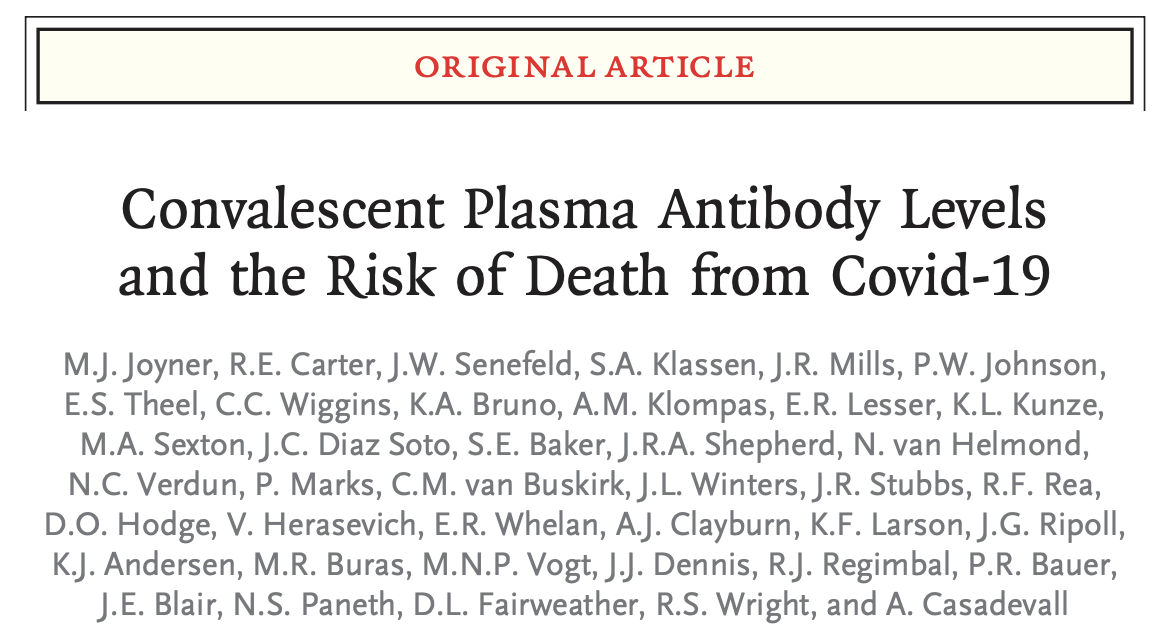 ORIGINAL ARTICLE
Convalescent Plasma Antibody Levels
and the Risk of Death from Covid-19
M.J. Joyner, R.E. Carter, J.W. Senefeld, S.A. Klassen, J.R. Mills, P.W. Johnson,
E.S. Theel, C.C. Wiggins, K.A. Bruno, A.M. Klompas, E.R. Lesser, K.L. Kunze,
M.A. Sexton, J.C. Diaz Soto, S.E. Baker, J.R.A. Shepherd, N. van Helmond,
N.C. Verdun, P. Marks, C.M. van Buskirk, J.L. Winters, J.R. Stubbs, R.F. Rea,
D.O. Hodge, V. Herasevich, E.R. Whelan, A.J. Clayburn, K.F. Larson, J.G. Ripoll,
K.J. Andersen, M.R. Buras, M.N.P. Vogt, J.J. Dennis, R.J. Regimbal, P.R. Bauer,
J.E. Blair, N.S. Paneth, D.L. Fairweather, R.S. Wright, and A. Casadevall